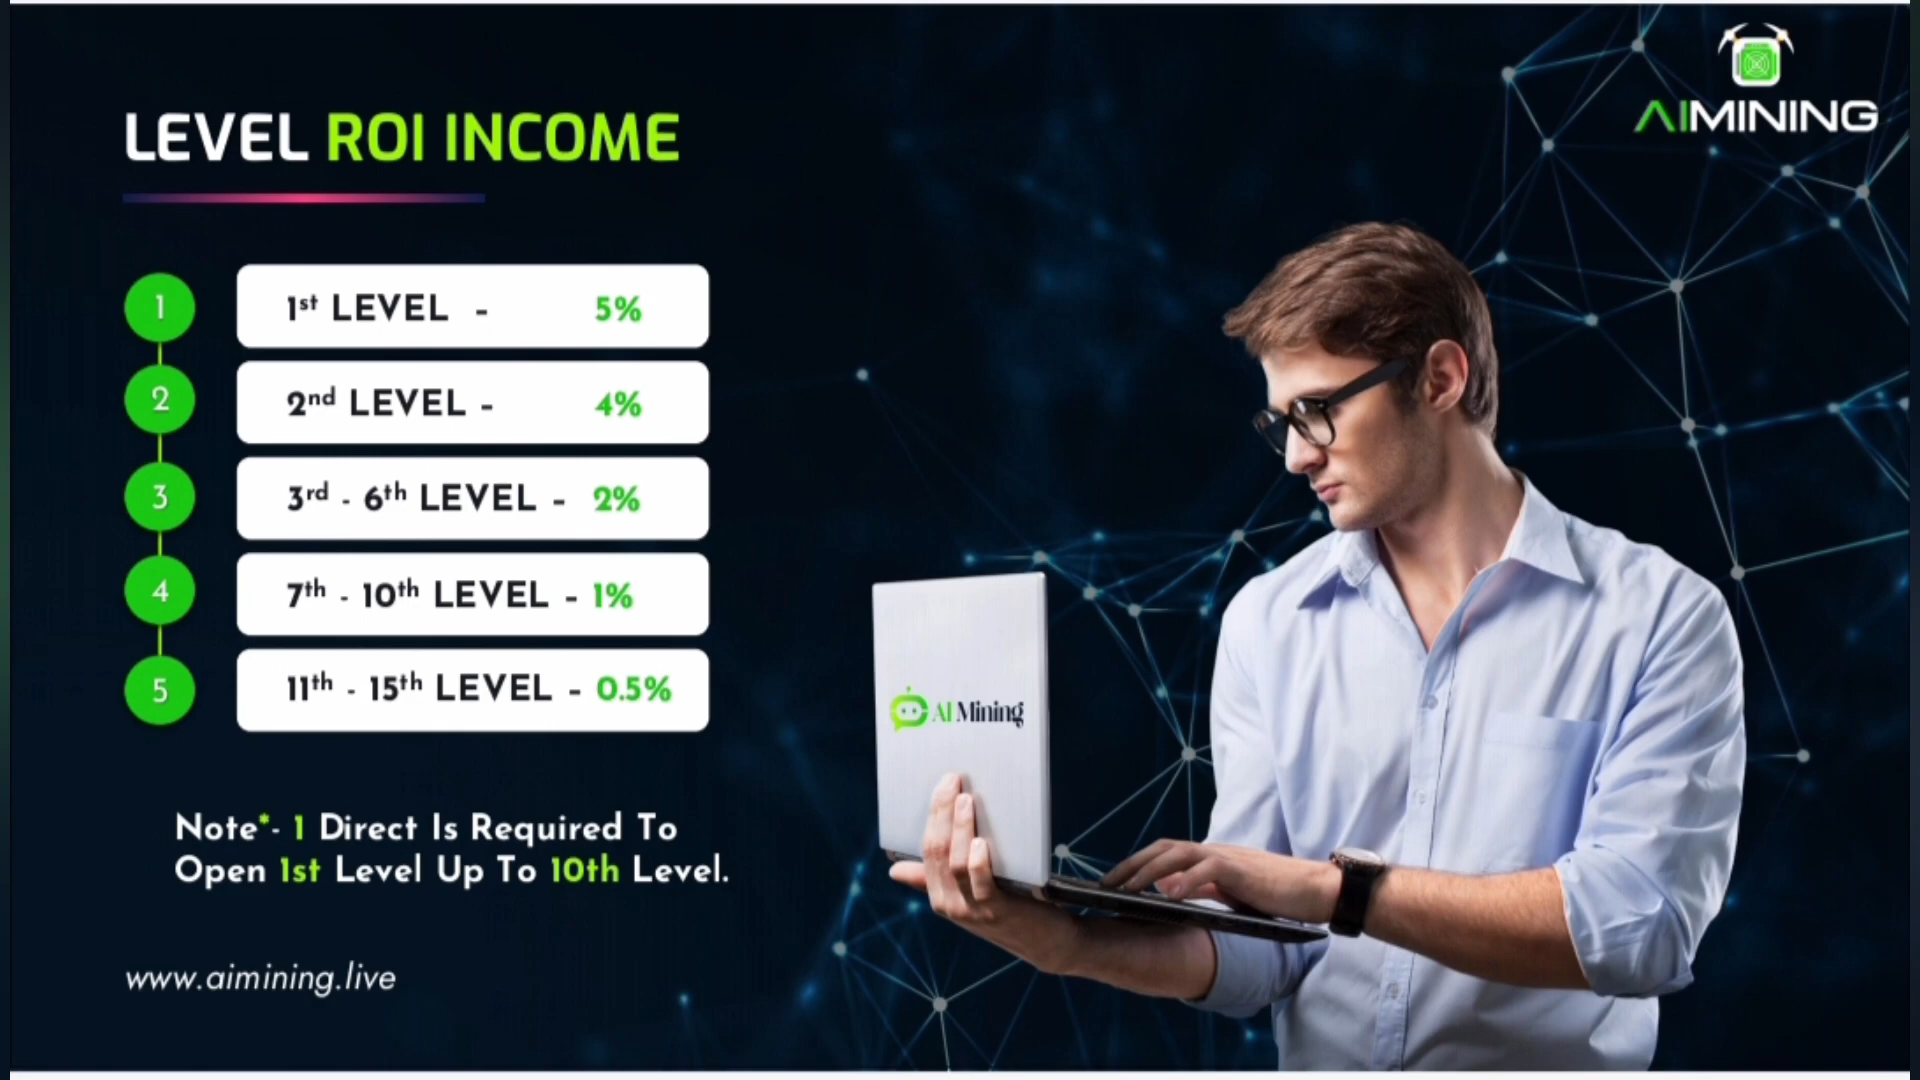 AIMINING
LEVEL ROI INCOME
1
1st LEVEL - 5%
2
2nd LEVEL - 4%
3
3rd - 6th LEVEL - 2%
4
7th - 10th LEVEL - 1%
5
11th - 15th LEVEL - 0.5%
AI Mining
Note*- 1 Direct Is Required To
Open 1st Level Up To 10th Level.
www.aimining.live